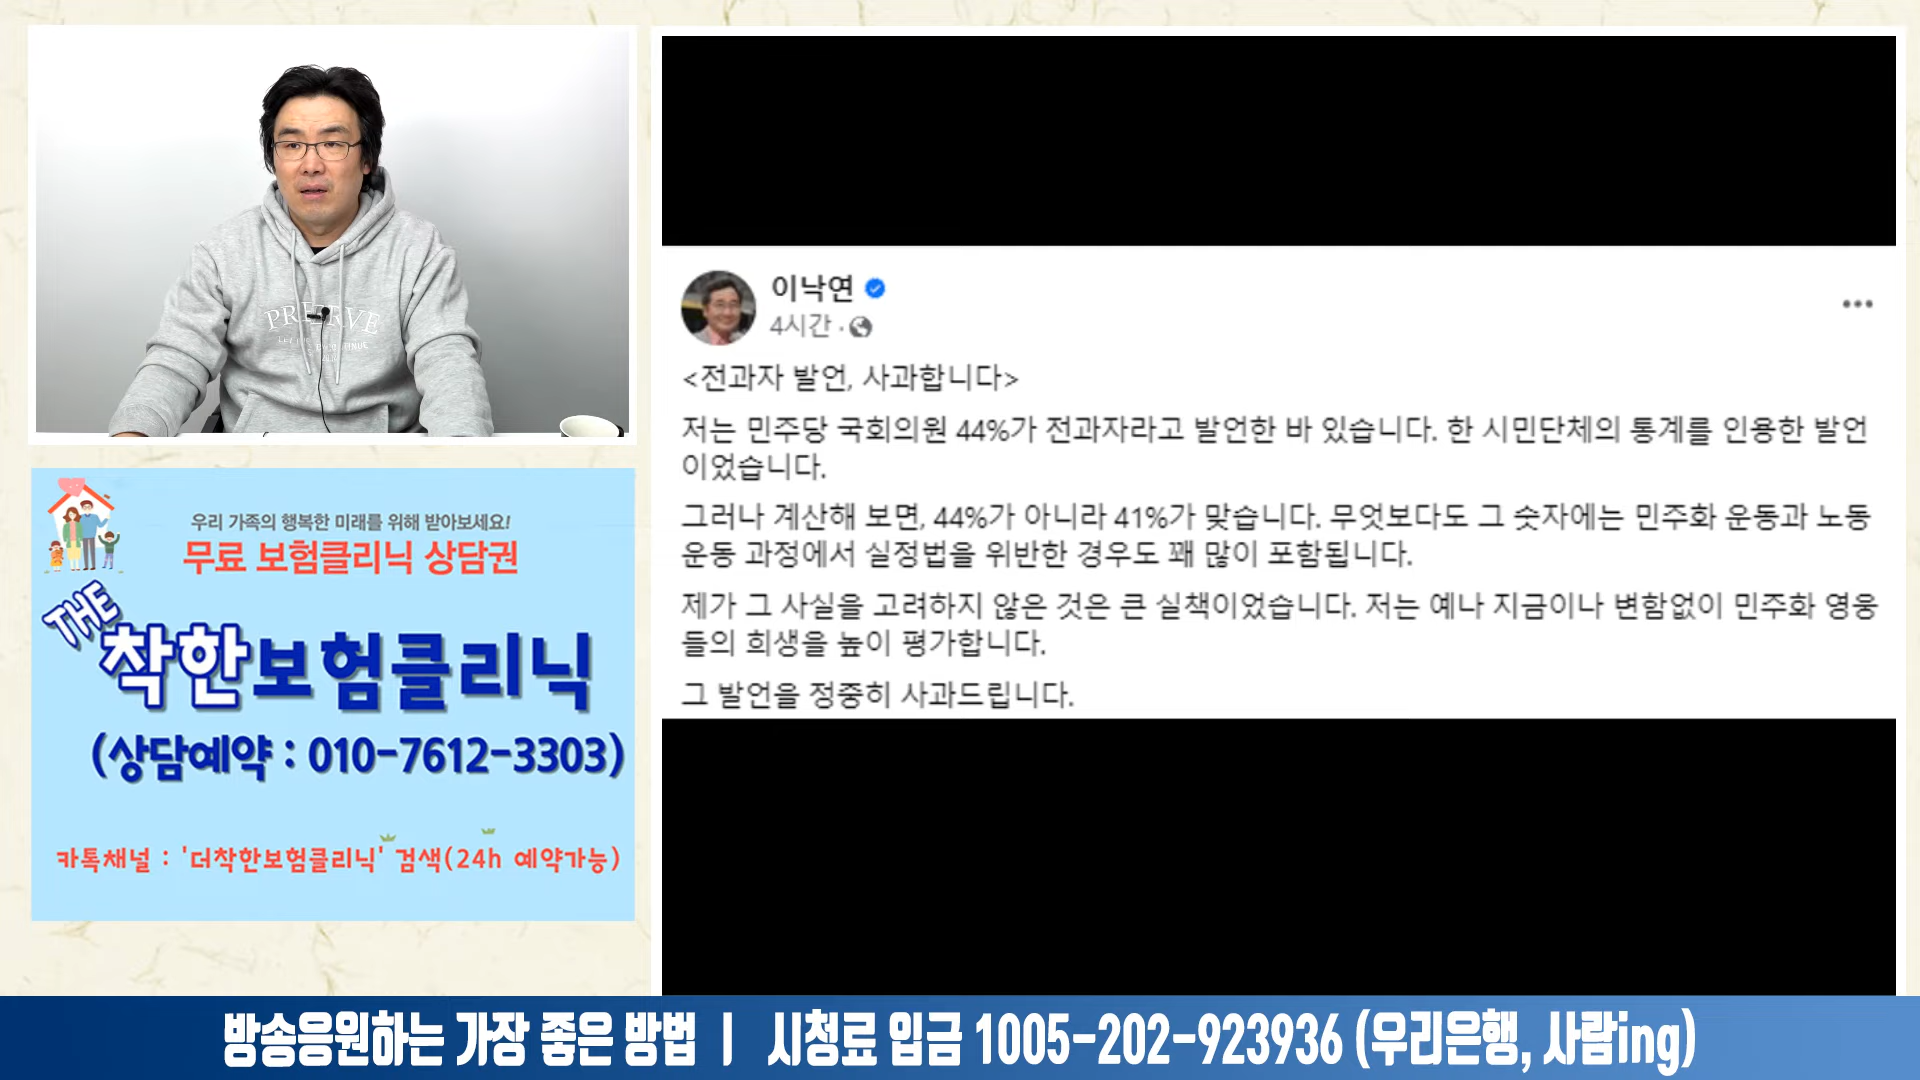 PRESERVE
우리 가족의 행복한 미래를 위해 받아보세요!
무료 보험클리닉 상담권
THE
착한보험클리닉
(상담예약 : 010-7612-3303)
카톡채널 : '더착한보험클리닉' 검색(24h 예약가능)
이낙연
4시간 ·
<전과자 발언, 사과합니다>
저는 민주당 국회의원 44%가 전과자라고 발언한 바 있습니다. 한 시민단체의 통계를 인용한 발언
이었습니다.
그러나 계산해 보면, 44%가 아니라 41%가 맞습니다. 무엇보다도 그 숫자에는 민주화 운동과 노동
운동 과정에서 실정법을 위반한 경우도 꽤 많이 포함됩니다.
제가 그 사실을 고려하지 않은 것은 큰 실책이었습니다. 저는 예나 지금이나 변함없이 민주화 영웅
들의 희생을 높이 평가합니다.
그 발언을 정중히 사과드립니다.
방송응원하는 가장 좋은 방법 | 시청료 입금 1005-202-923936 (우리은행, 사람ing)